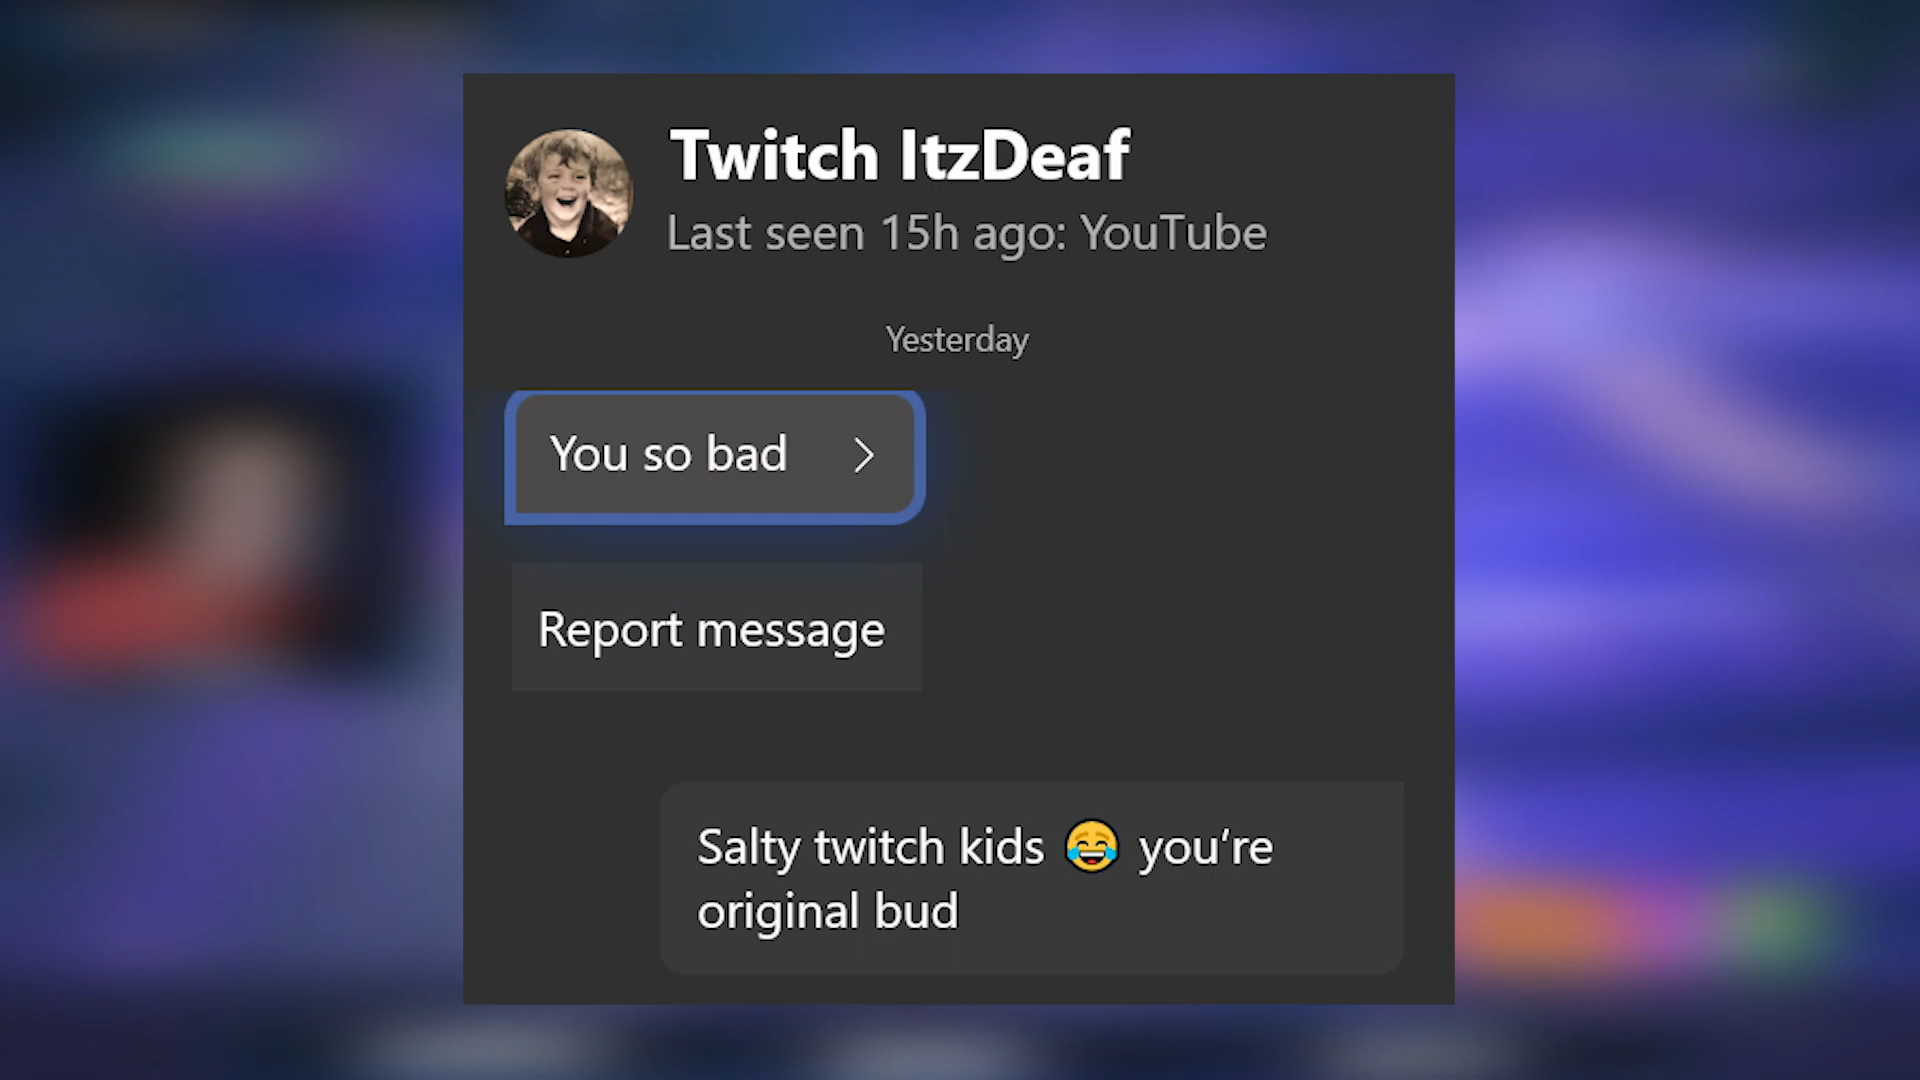 Twitch ItzDeaf
Last seen 15h ago: YouTube
Yesterday
You so bad
Report message
Salty twitch kids 😂 you're
original bud